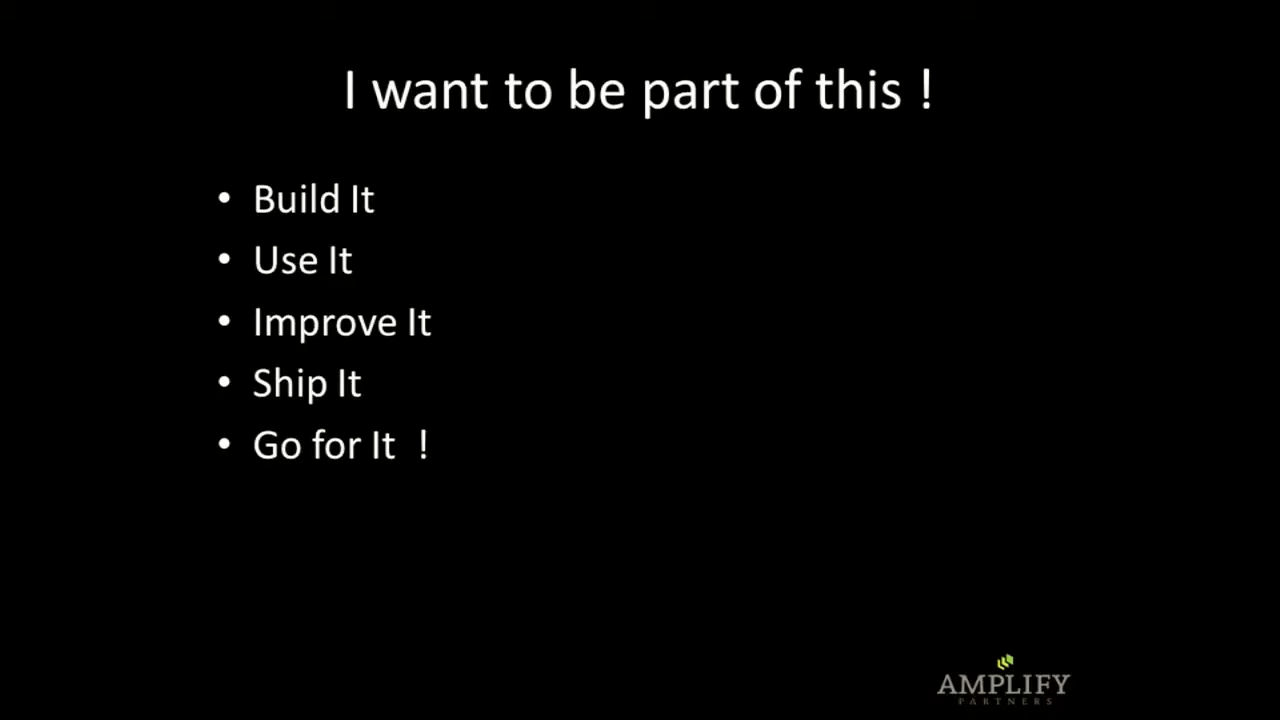 I want to be part of this !
• Build It
• Use It
• Improve It
• Ship It
• Go for It !
AMPLIFY
PARTNERS